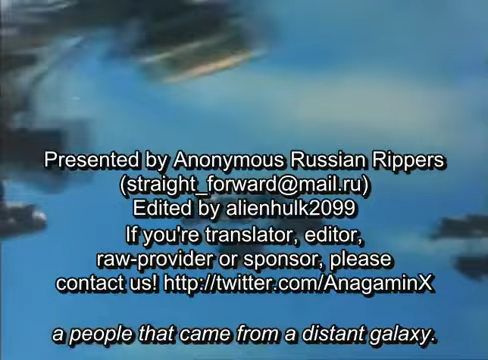 Presented by Anonymous Russian Rippers
(straight_forward@mail.ru)
Edited by alienhulk2099
If you're translator, editor,
raw-provider or sponsor, please
contact us! http://twitter.com/AnagaminX
a people that came from a distant galaxy.